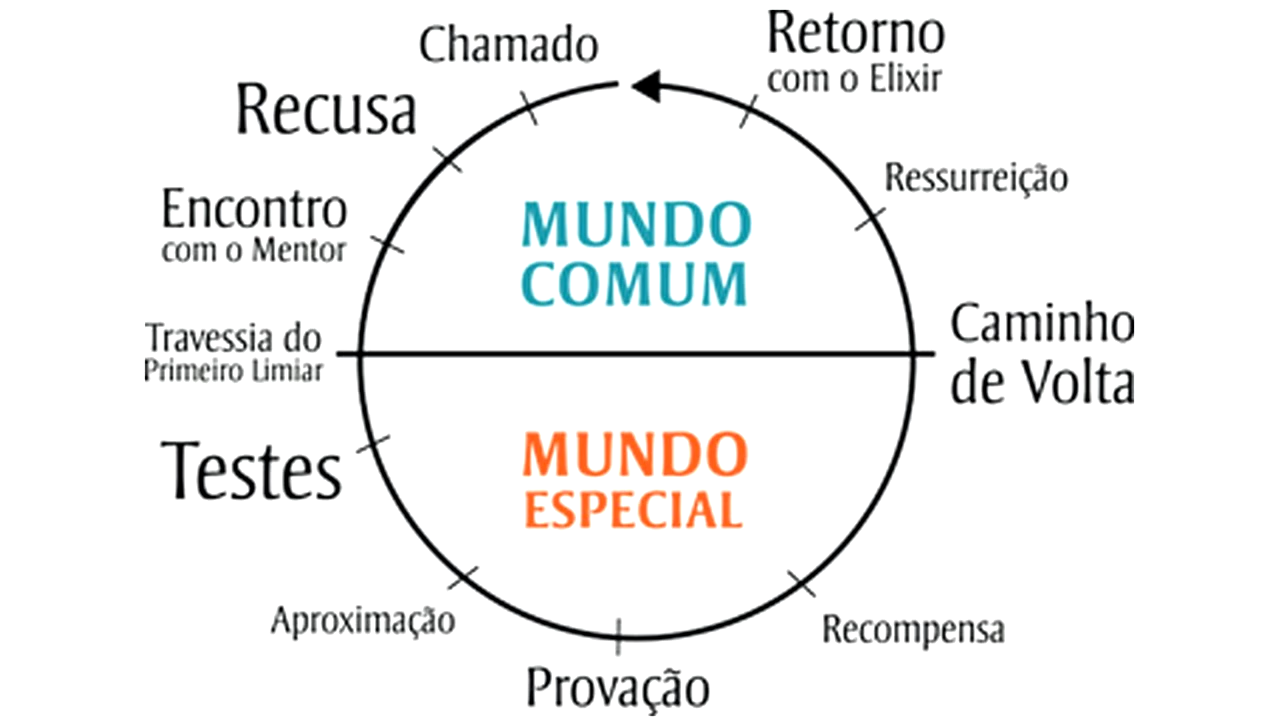 Chamado
Recusa
Encontro
com o Mentor
Travessia do
Primeiro Limiar
Testes
Aproximação
Provação
Recompensa
Caminho
de Volta
Ressurreição
Retorno
com o Elixir
MUNDO
COMUM
MUNDO
ESPECIAL